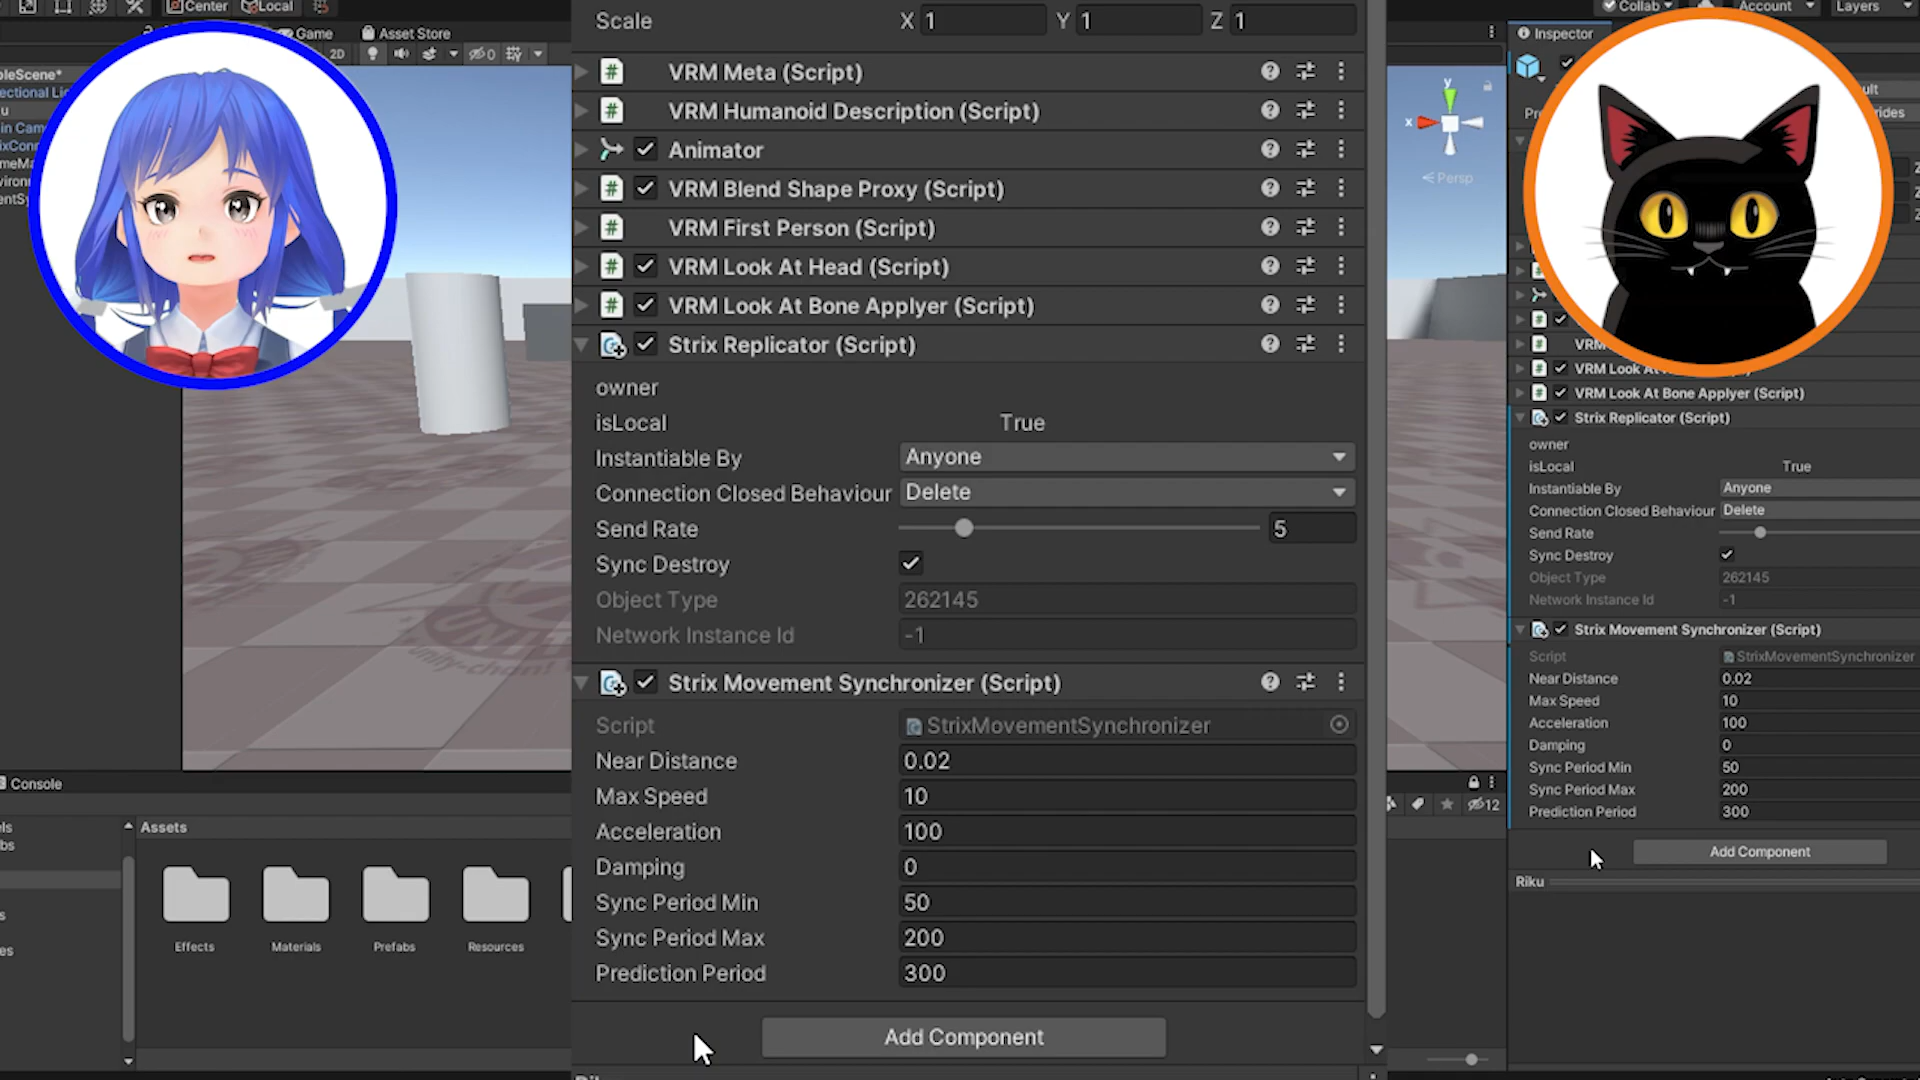 Center
Local
Game
Asset Store
2D
oleScene*
ectional Li
u
in Cam
Scale
X 1
Y 1
Z 1
VRM Meta (Script)
VRM Humanoid Description (Script)
Animator
VRM Blend Shape Proxy (Script)
VRM First Person (Script)
VRM Look At Head (Script)
VRM Look At Bone Applyer (Script)
Strix Replicator (Script)
owner
isLocal
True
Instantiable By
Anyone
Connection Closed Behaviour
Delete
Send Rate
5
Sync Destroy
Object Type
262145
Network Instance Id
-1
Strix Movement Synchronizer (Script)
Script
StrixMovementSynchronizer
Near Distance
0.02
Max Speed
10
Acceleration
100
Damping
0
Sync Period Min
50
Sync Period Max
200
Prediction Period
300
Add Component
Console
Assets
Effects
Materials
Prefabs
Resources
y
x
Persp
12
Collab
Account
Layers
Inspector
VRM Look At Bone Applyer (Script)
Strix Replicator (Script)
owner
isLocal
True
Instantiable By
Anyone
Connection Closed Behaviour
Delete
Send Rate
Sync Destroy
Object Type
262145
Network Instance Id
-1
Strix Movement Synchronizer (Script)
Script
StrixMovementSynchronizer
Near Distance
0.02
Max Speed
10
Acceleration
100
Damping
0
Sync Period Min
50
Sync Period Max
200
Prediction Period
300
Add Component
Riku